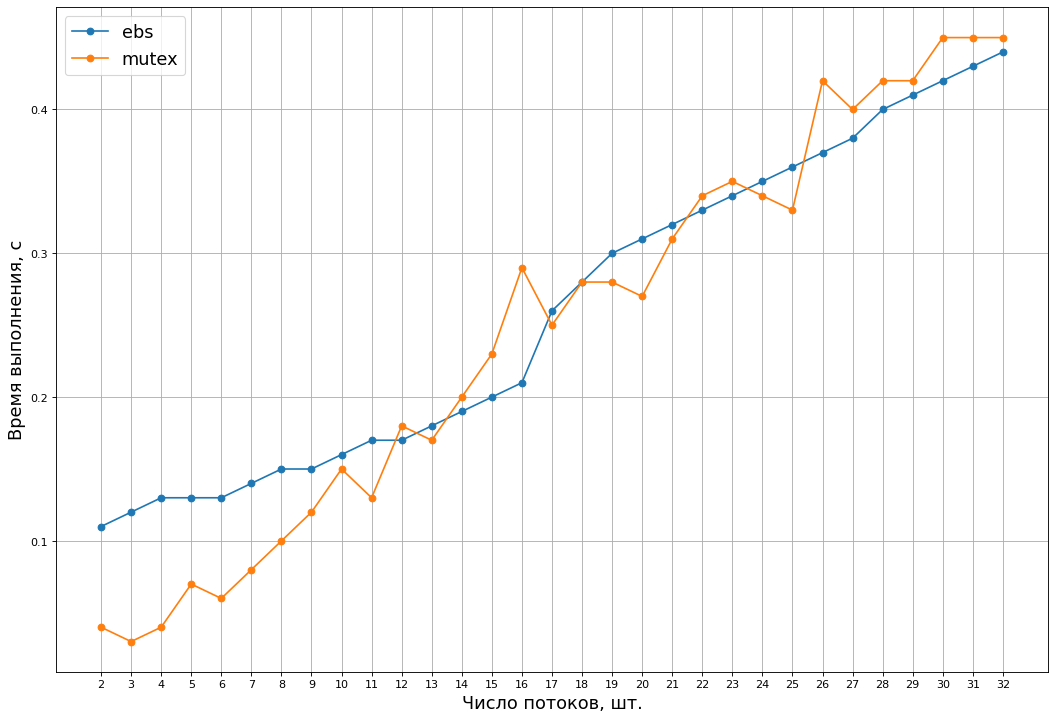 ebs
mutex
Время выполнения, с
0.4
0.3
0.2
0.1
2 3 4 5 6 7 8 9 10 11 12 13 14 15 16 17 18 19 20 21 22 23 24 25 26 27 28 29 30 31 32
Число потоков, шт.